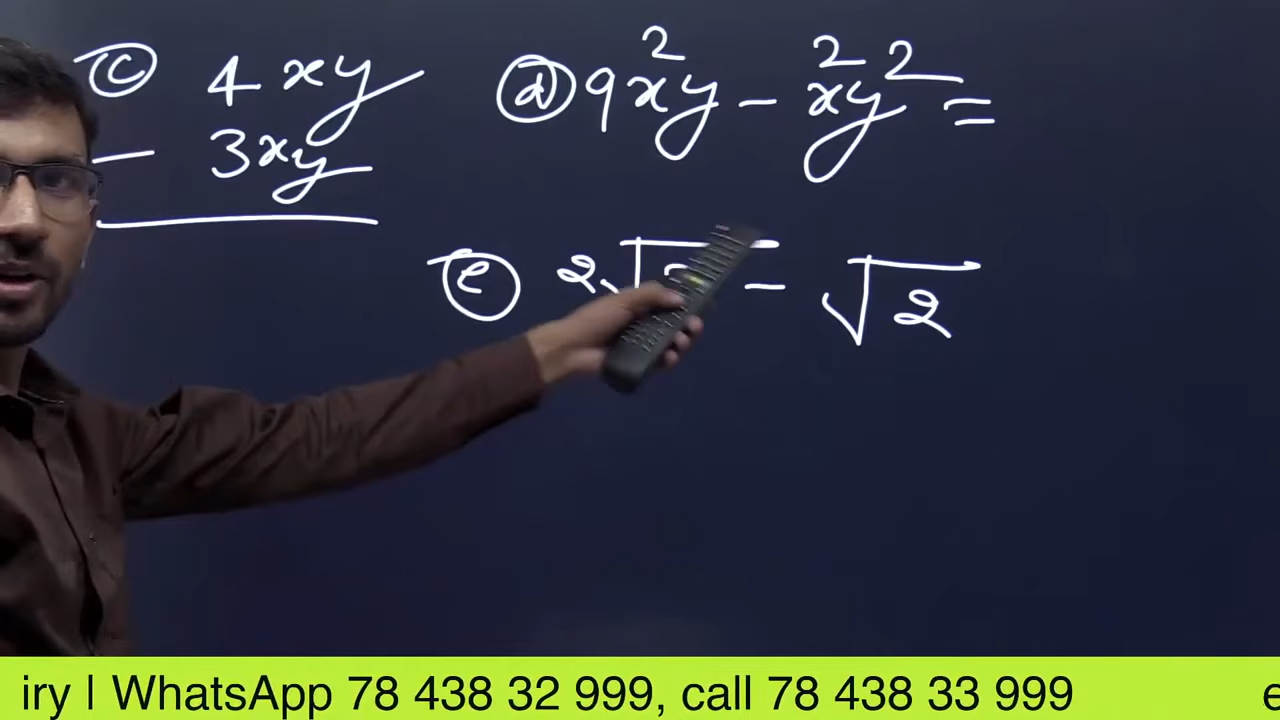 (c) 4xy
- 3xy
(d) 9x²y - x²y² =
(e) 2√ - √2
iry | WhatsApp 78 438 32 999, call 78 438 33 999 e